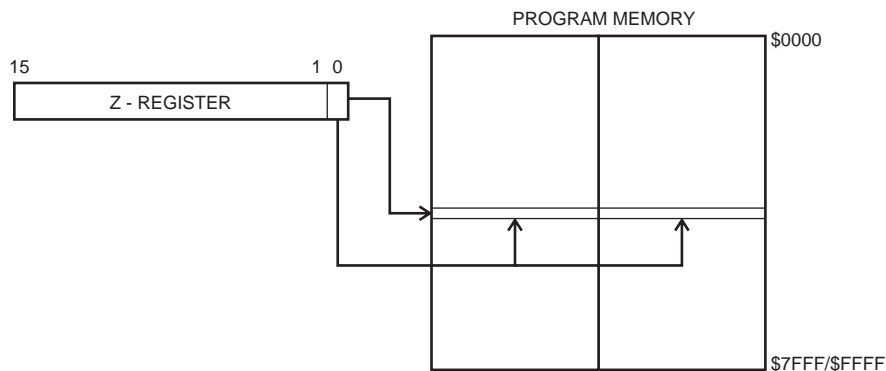 PROGRAM MEMORY
$0000
15 1 0
Z - REGISTER
$7FFF/$FFFF